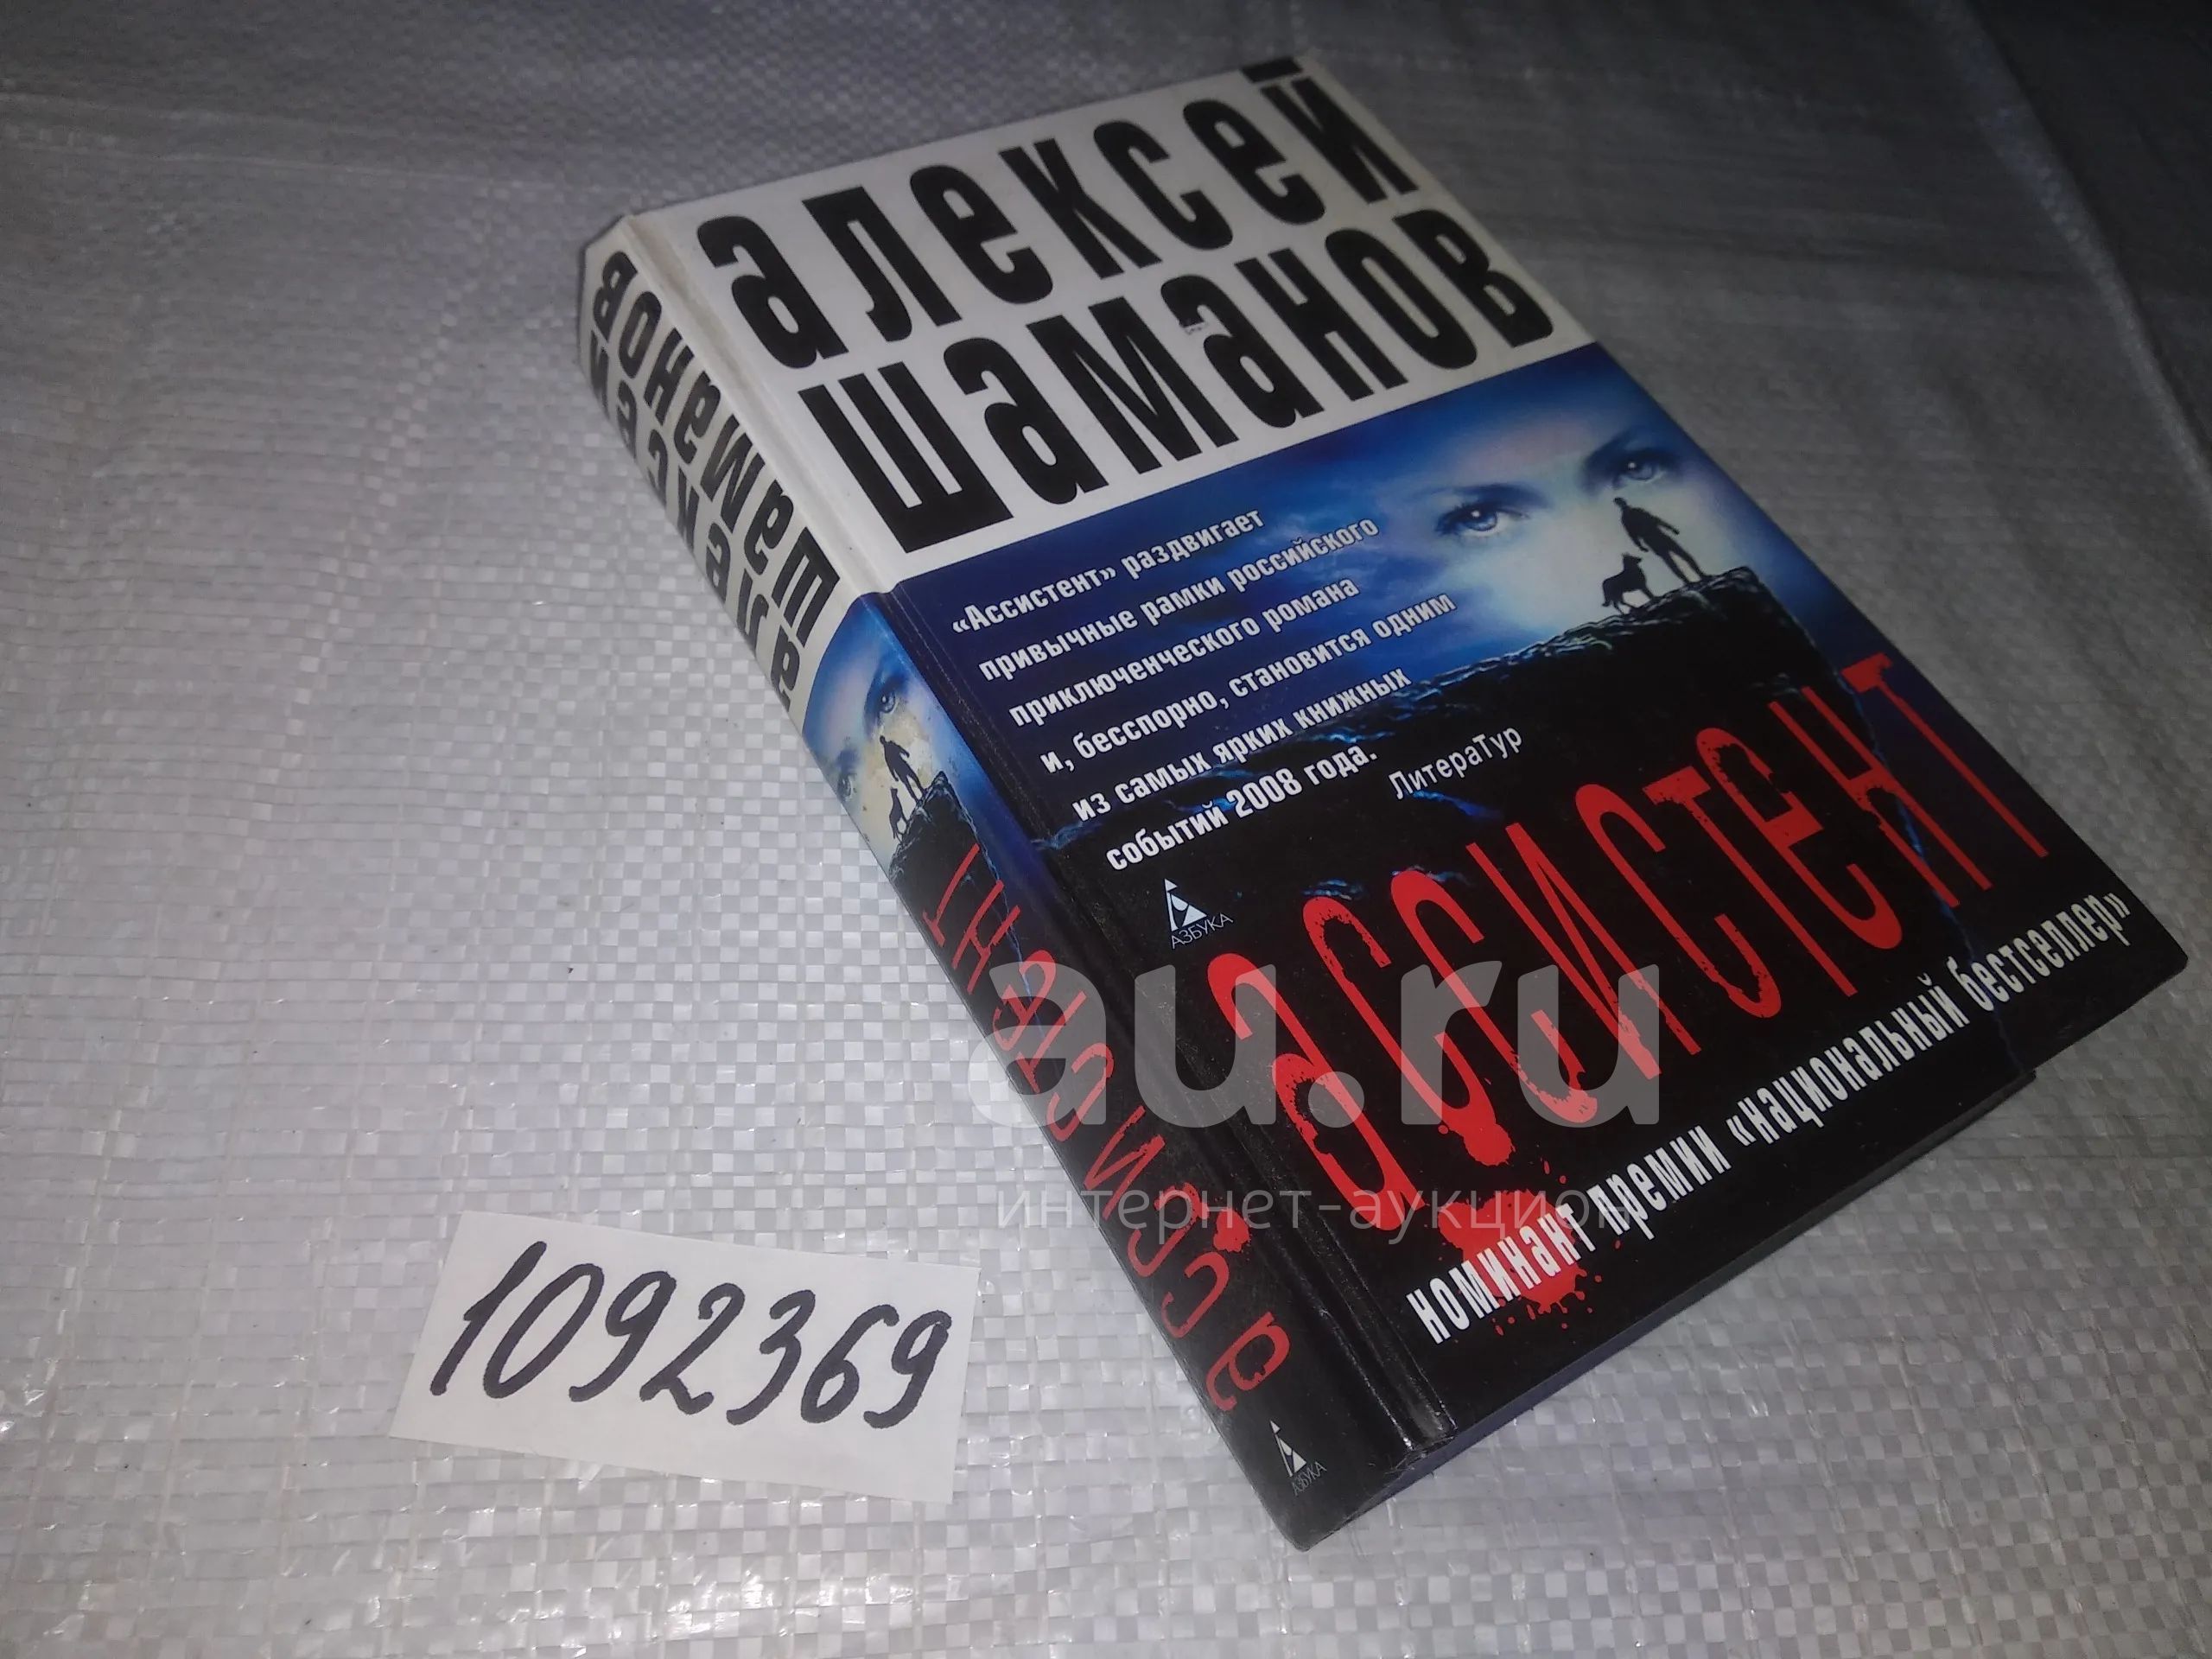 алексей
шаманов
«Ассистент» раздвигает
привычные рамки российского
приключенческого романа
и, бесспорно, становится одним
из самых ярких книжных
событий 2008 года.
ЛитераТур
АЗБУКА
ассистент
номинант премии «национальный бестселлер»
алексей
шаманов
ассистент
АЗБУКА
au.ru
интернет-аукцион
1092369